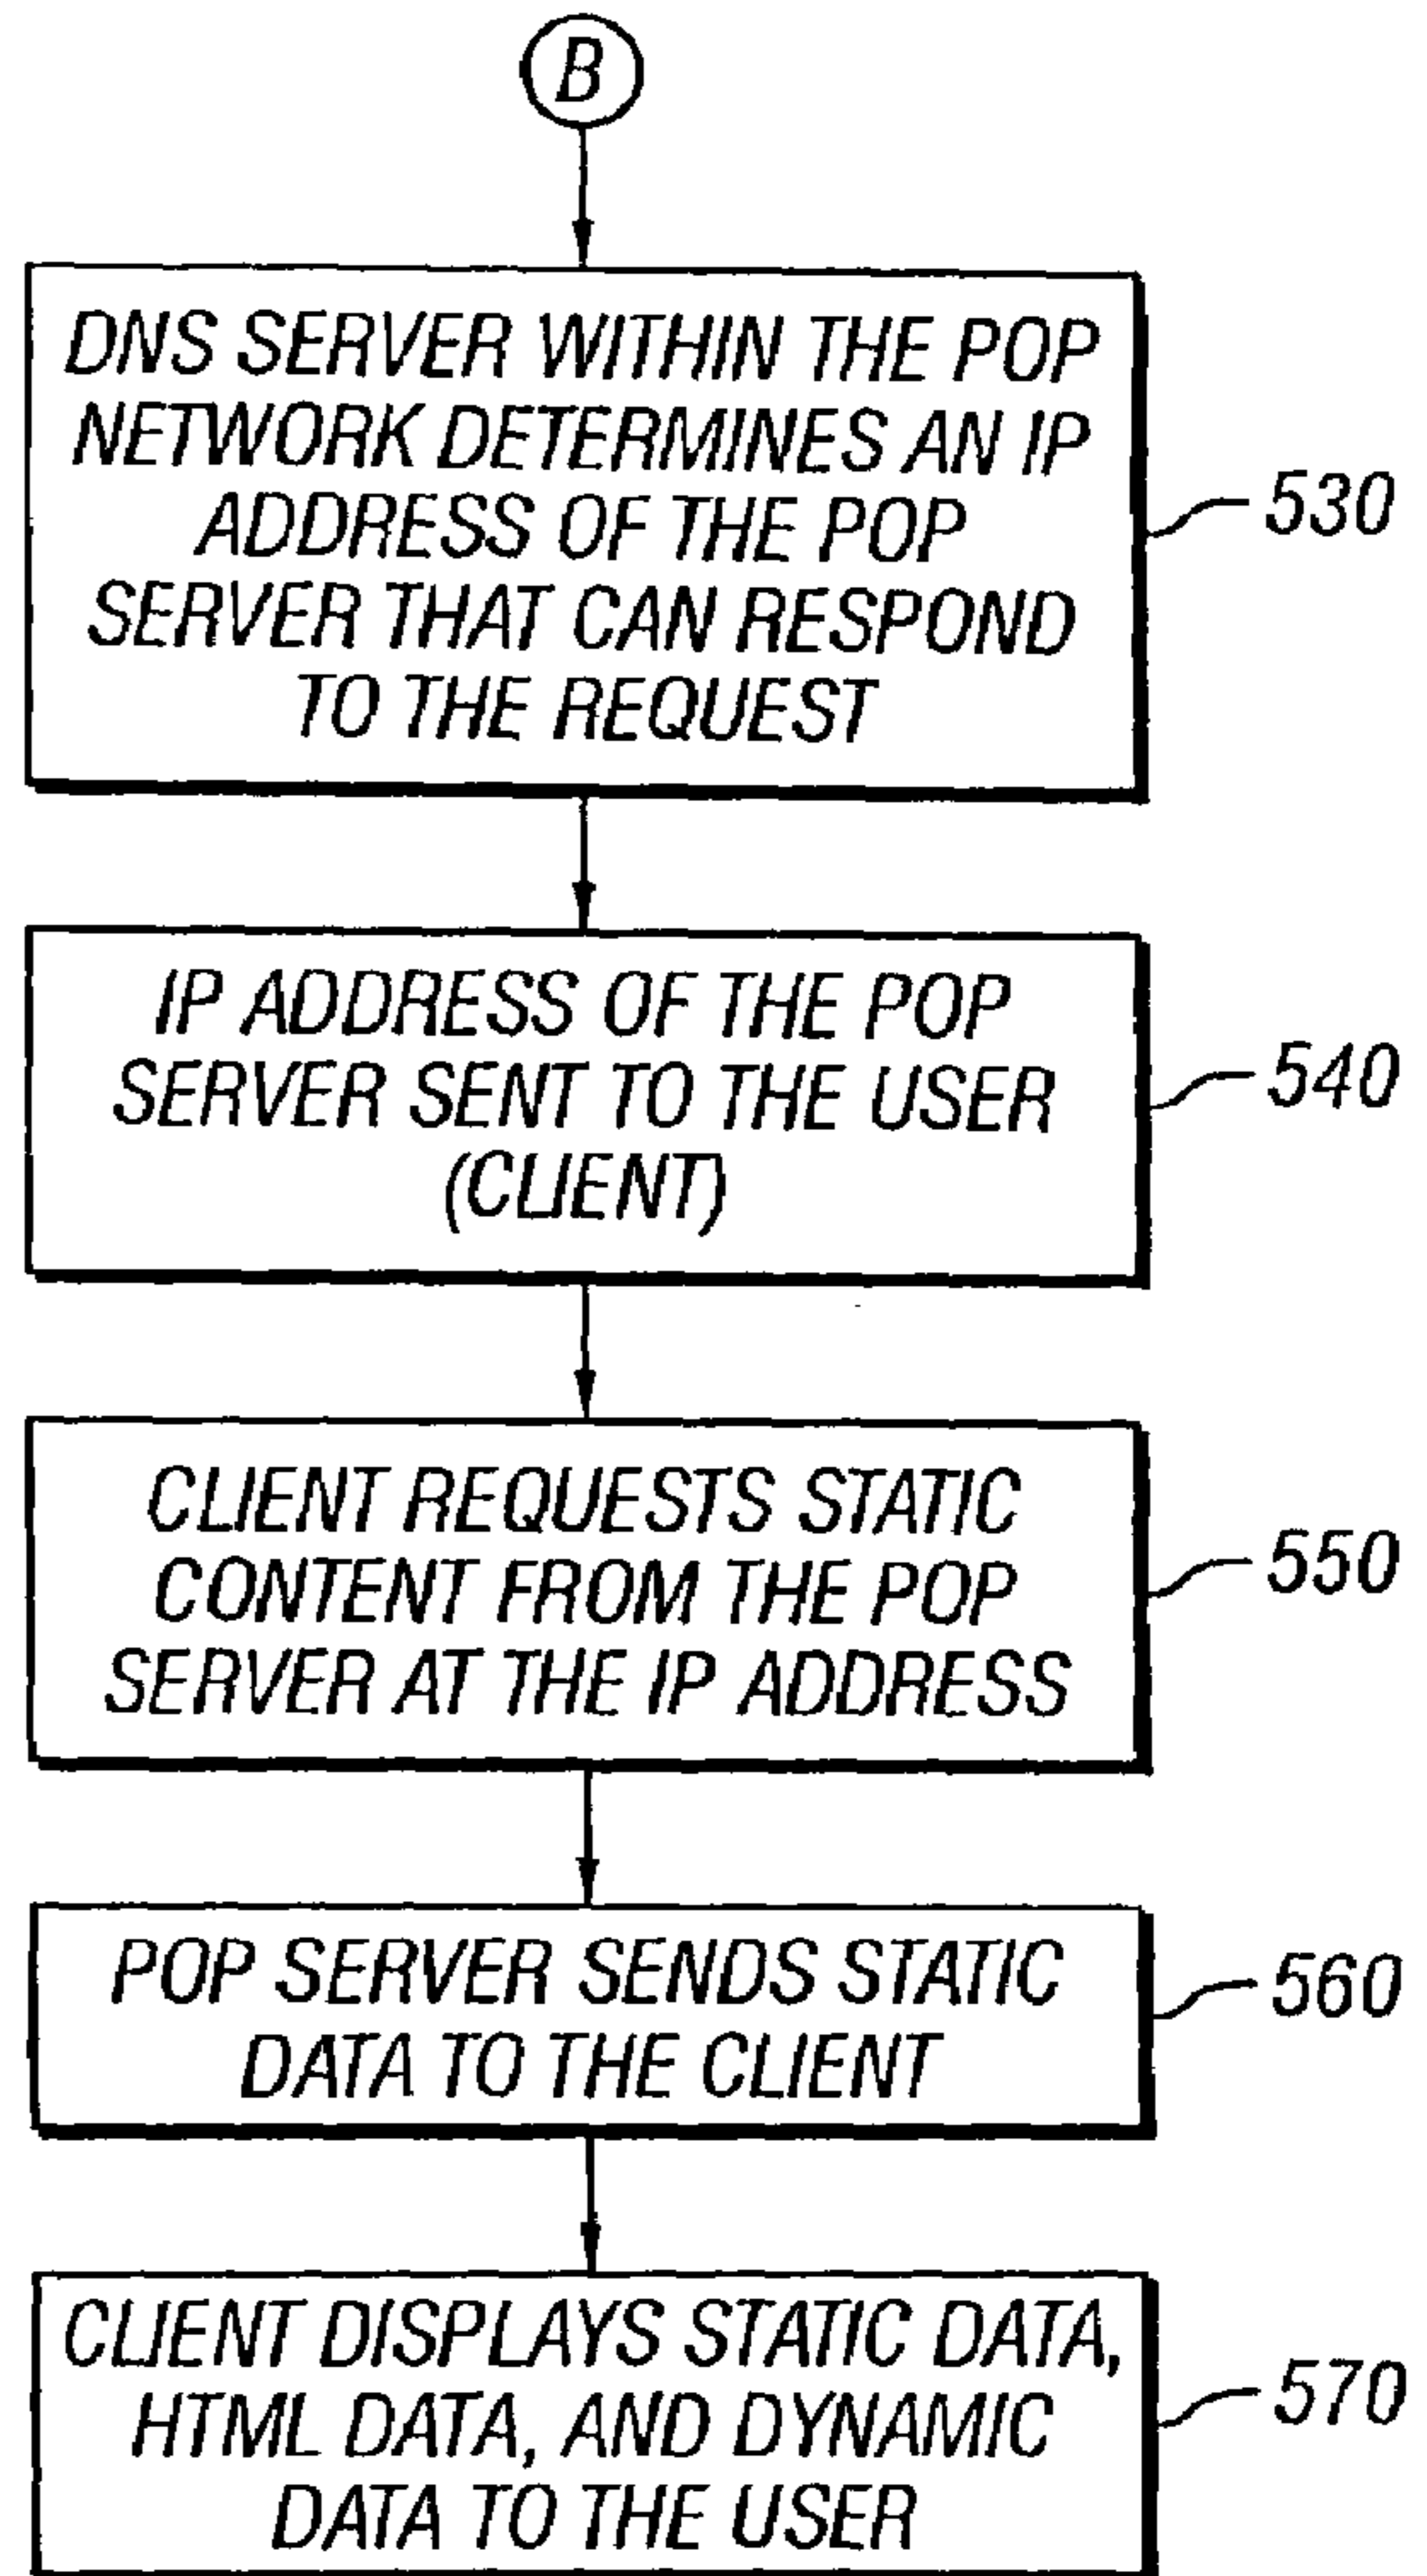 B
DNS SERVER WITHIN THE POP
NETWORK DETERMINES AN IP
ADDRESS OF THE POP
SERVER THAT CAN RESPOND
TO THE REQUEST
530
IP ADDRESS OF THE POP
SERVER SENT TO THE USER
(CLIENT)
540
CLIENT REQUESTS STATIC
CONTENT FROM THE POP
SERVER AT THE IP ADDRESS
550
POP SERVER SENDS STATIC
DATA TO THE CLIENT
560
CLIENT DISPLAYS STATIC DATA,
HTML DATA, AND DYNAMIC
DATA TO THE USER
570